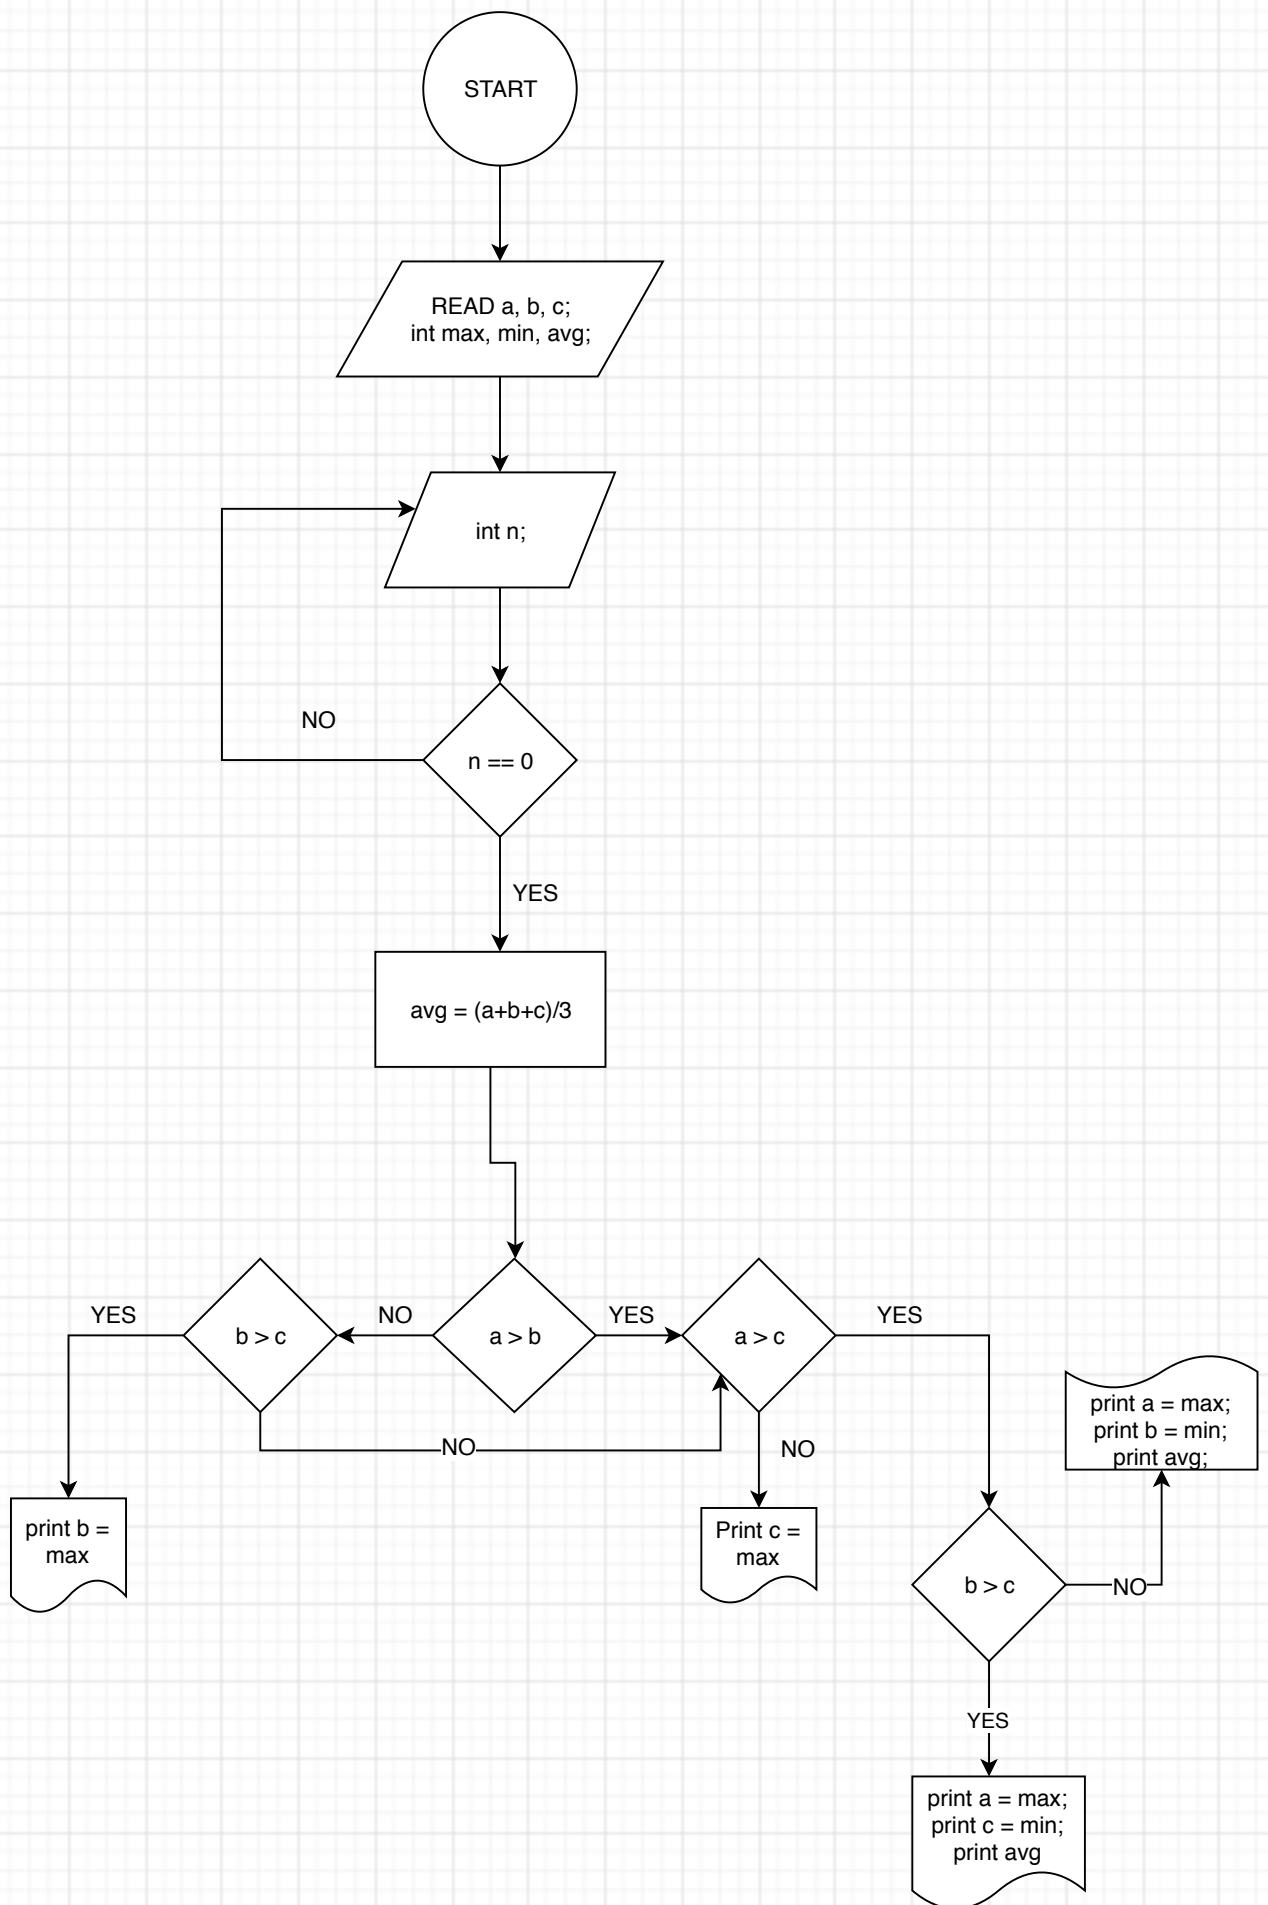 START
READ a, b, c;
int max, min, avg;
int n;
NO
n == 0
YES
avg = (a+b+c)/3
YES
b > c
NO
a > b
YES
a > c
YES
print a = max;
print b = min;
print avg;
NO
NO
print b =
max
Print c =
max
b > c
NO
YES
print a = max;
print c = min;
print avg